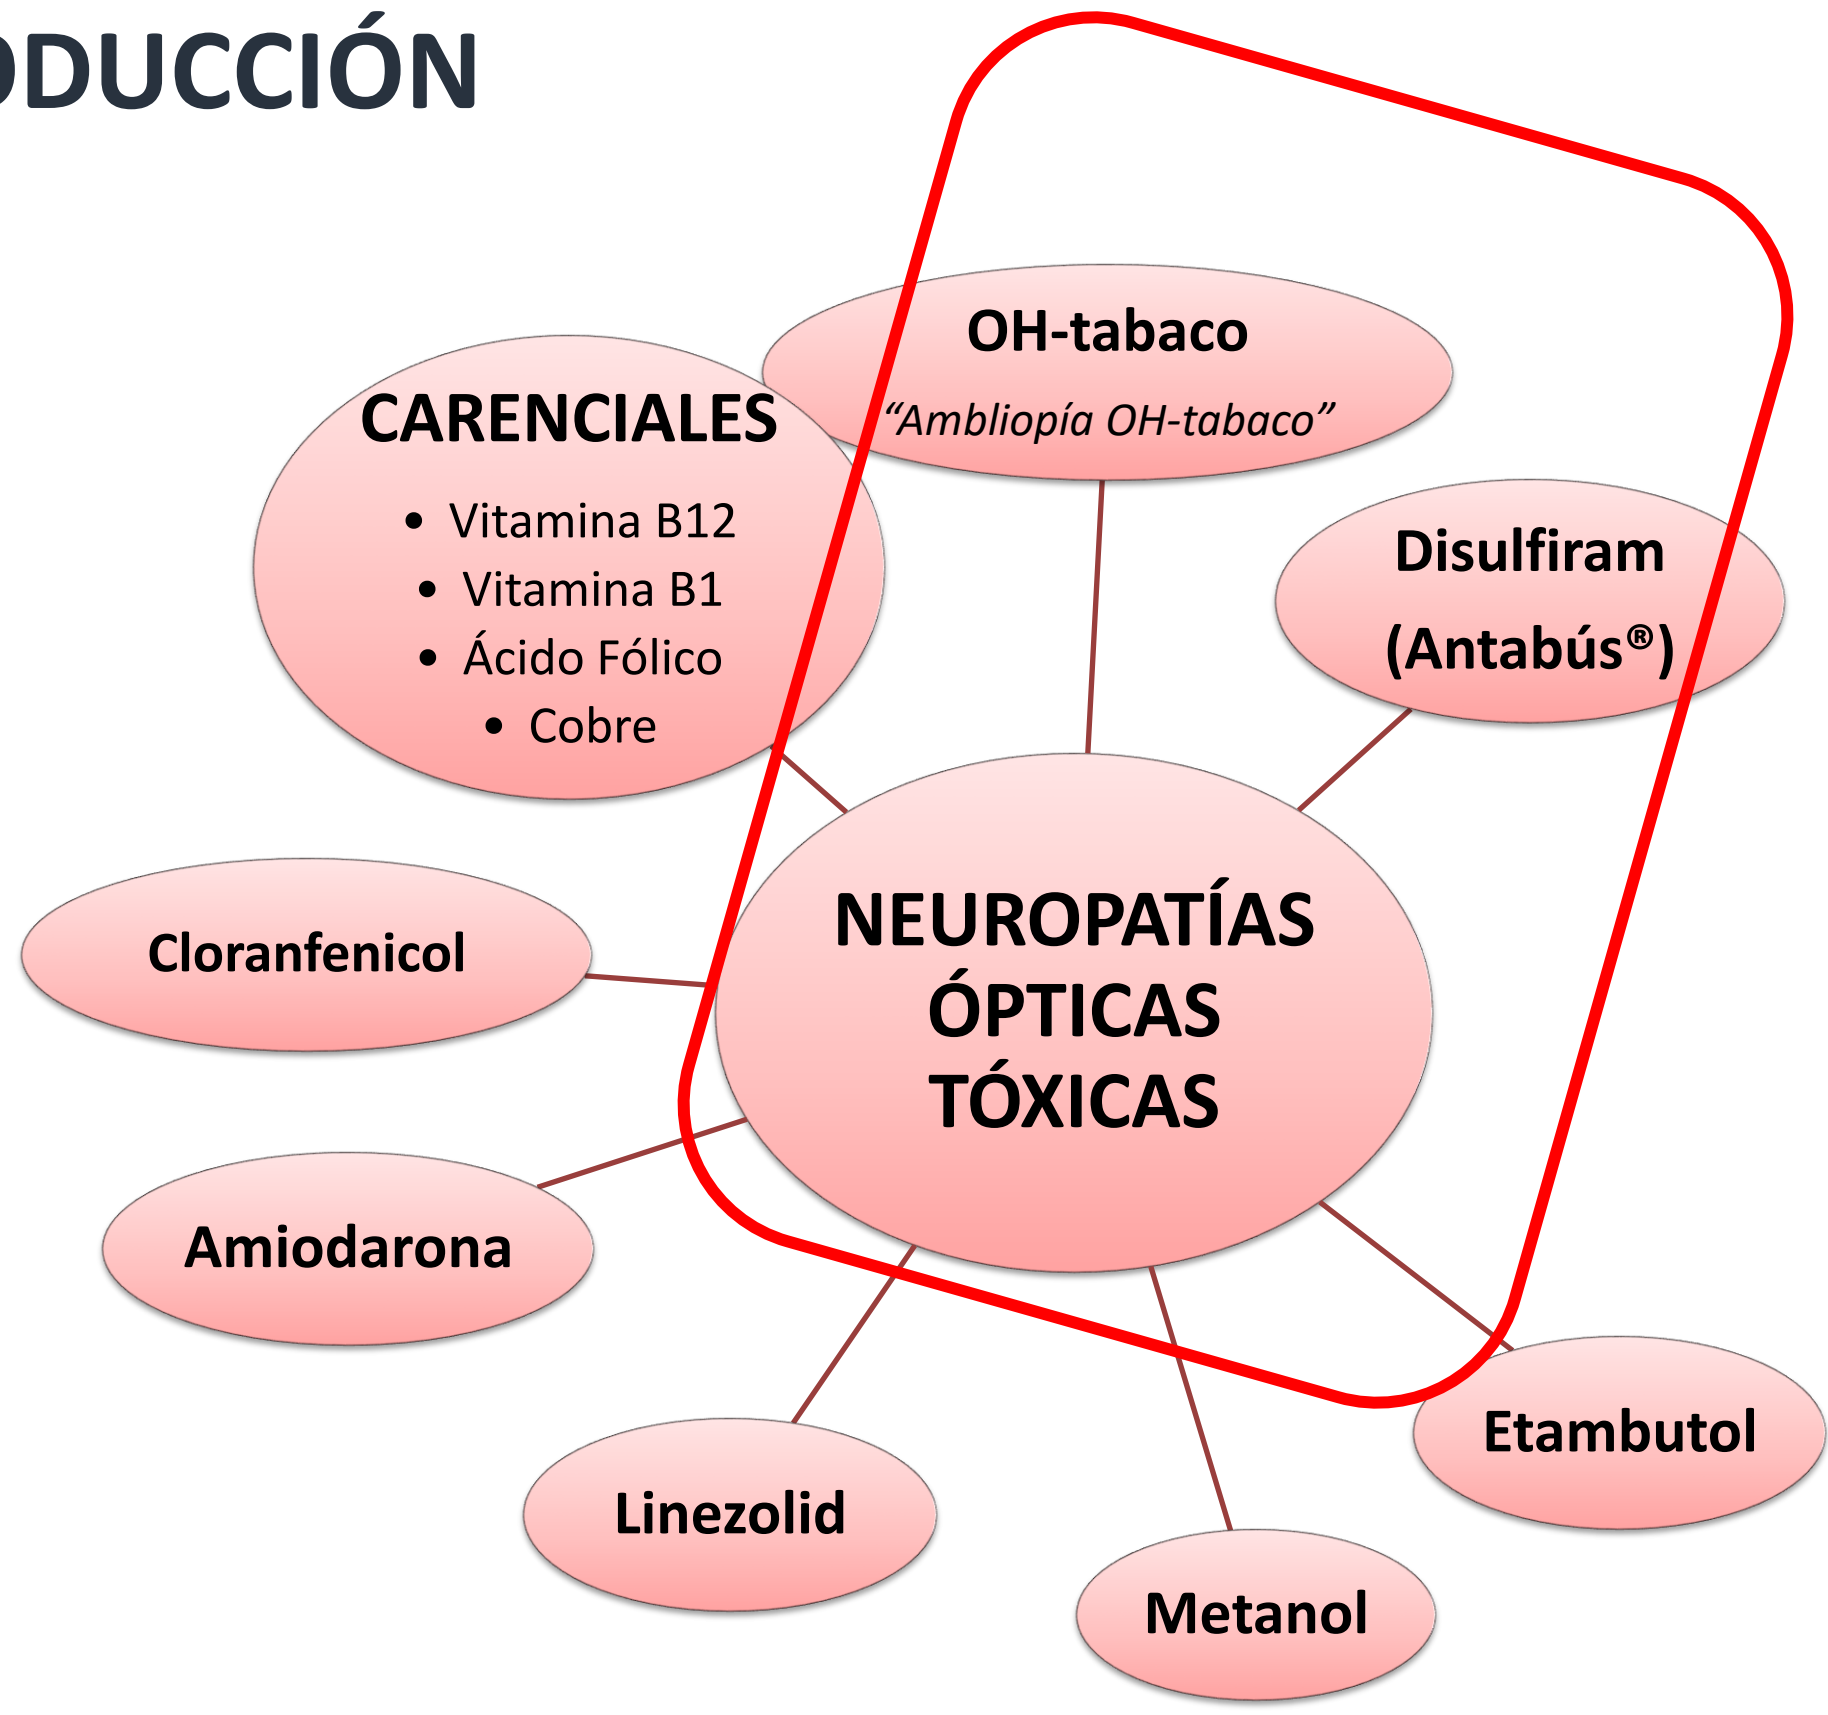 ODUCCIÓN
OH-tabaco
“Ambliopía OH-tabaco”
CARENCIALES
• Vitamina B12
• Vitamina B1
• Ácido Fólico
• Cobre
Disulfiram
(Antabús®)
NEUROPATÍAS
ÓPTICAS
TÓXICAS
Cloranfenicol
Amiodarona
Linezolid
Metanol
Etambutol